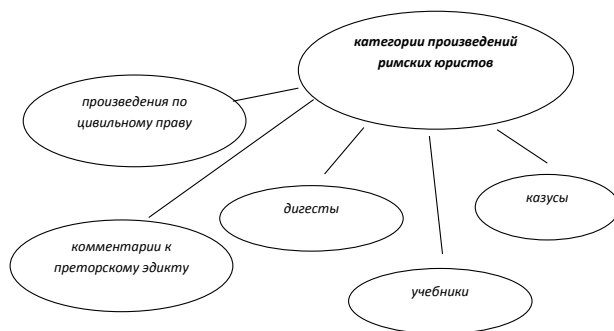 категории произведений
римских юристов
произведения по
цивильному праву
комментарии к
преторскому эдикту
дигесты
учебники
казусы